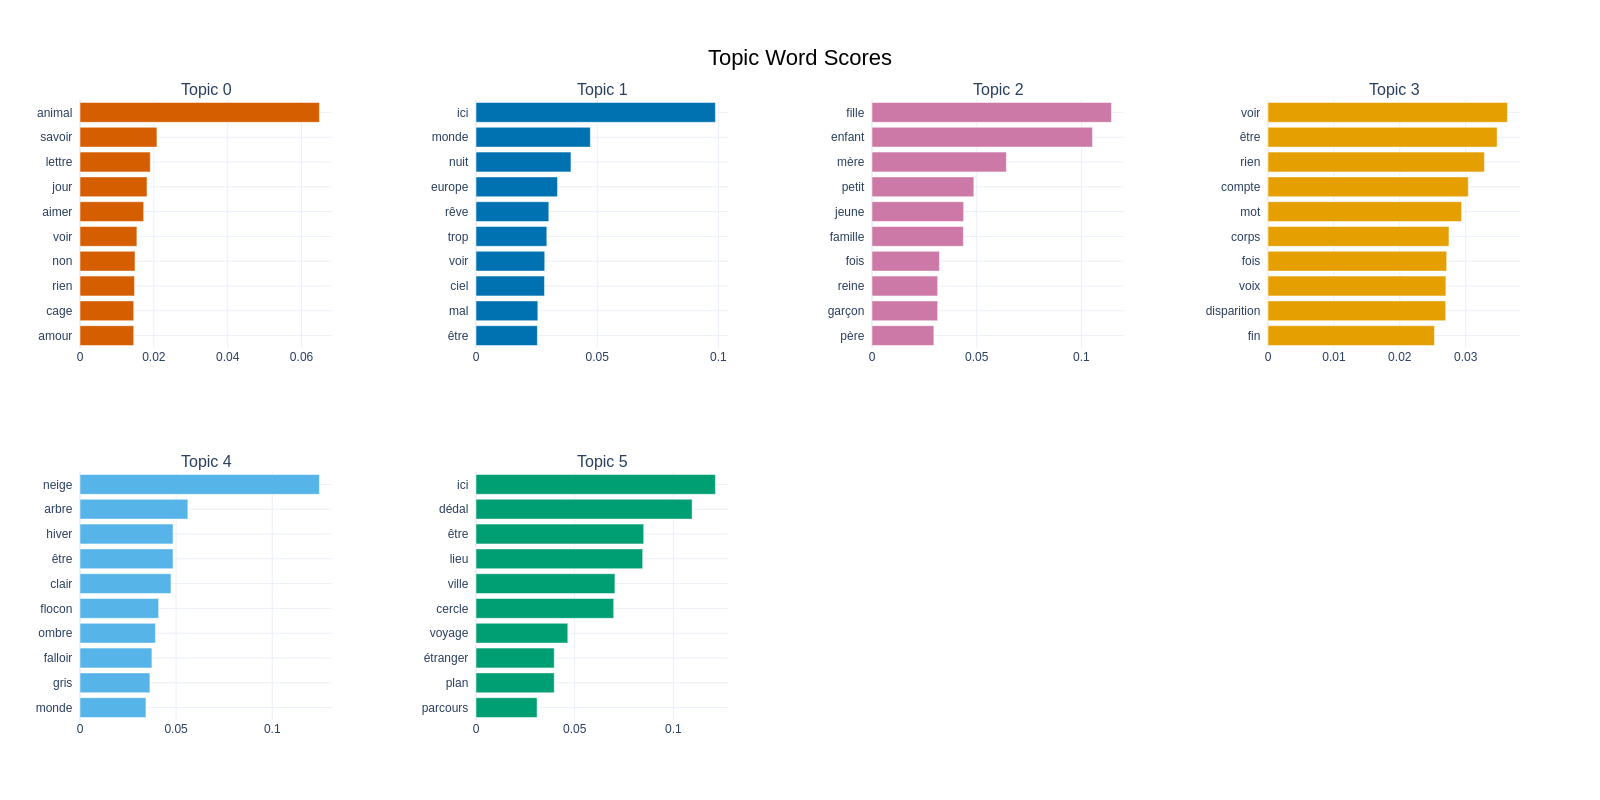 Topic Word Scores
Topic 0
animal
savoir
lettre
jour
aimer
voir
non
rien
cage
amour
0 0.02 0.04 0.06
Topic 1
ici
monde
nuit
europe
rêve
trop
voir
ciel
mal
être
0 0.05 0.1
Topic 2
fille
enfant
mère
petit
jeune
famille
fois
reine
garçon
père
0 0.05 0.1
Topic 3
voir
être
rien
compte
mot
corps
fois
voix
disparition
fin
0 0.01 0.02 0.03
Topic 4
neige
arbre
hiver
être
clair
flocon
ombre
falloir
gris
monde
0 0.05 0.1
Topic 5
ici
dédal
être
lieu
ville
cercle
voyage
étranger
plan
parcours
0 0.05 0.1